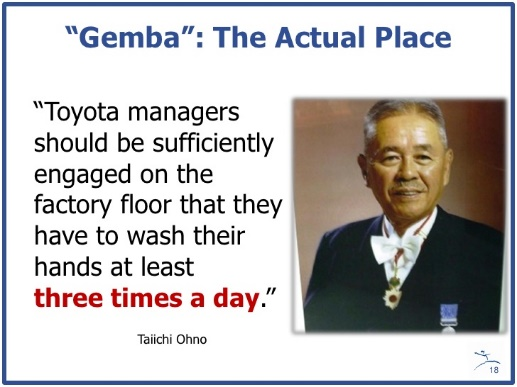 “Gemba”: The Actual Place
“Toyota managers
should be sufficiently
engaged on the
factory floor that they
have to wash their
hands at least
three times a day.”
Taiichi Ohno
18